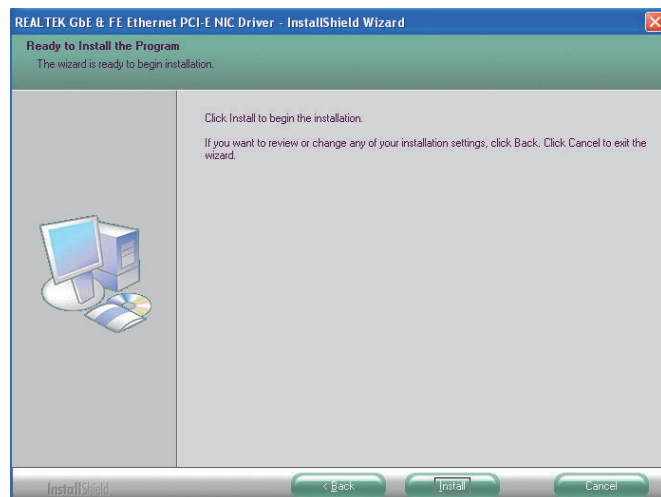 REALTEK GbE & FE Ethernet PCI-E NIC Driver - InstallShield Wizard
Ready to Install the Program
The wizard is ready to begin installation.
Click Install to begin the installation.
If you want to review or change any of your installation settings, click Back. Click Cancel to exit the
wizard.
InstallShield
< Back
Install
Cancel